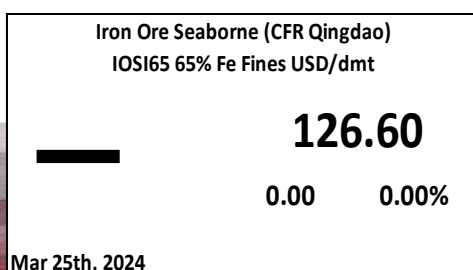 Iron Ore Seaborne (CFR Qingdao)
IOSI65 65% Fe Fines USD/dmt
126.60
0.00 0.00%
Mar 25th, 2024